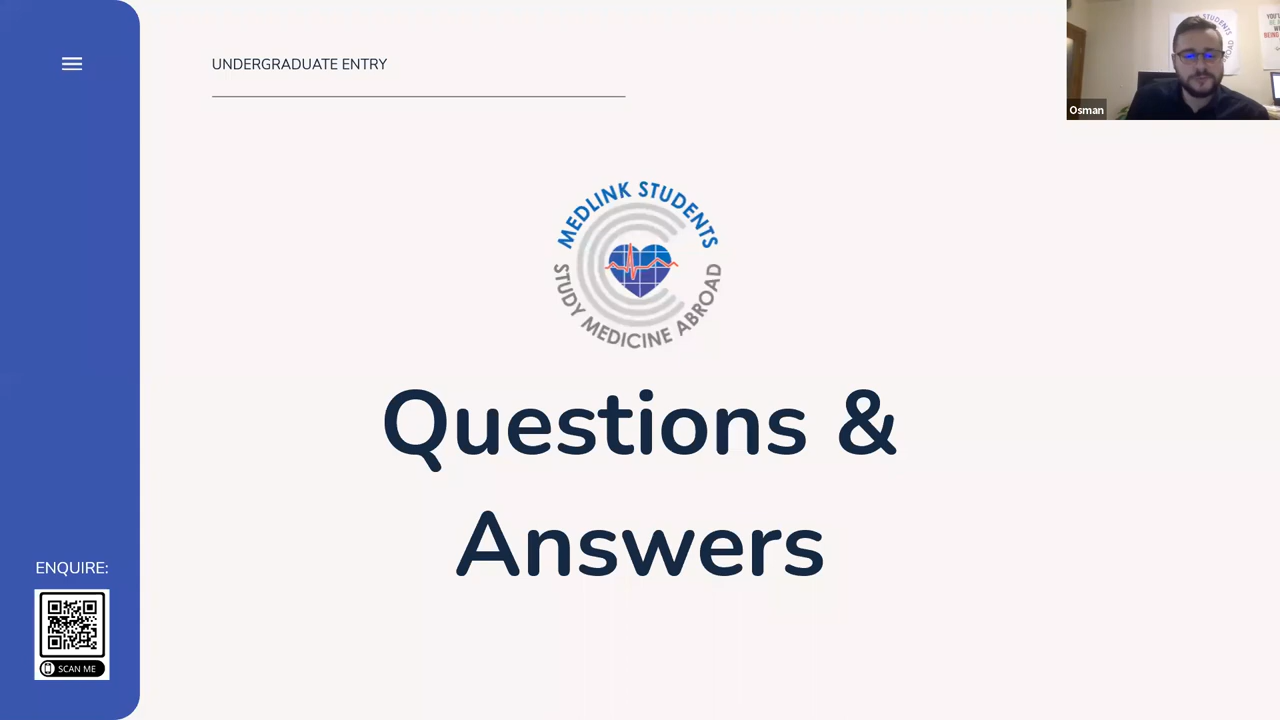 UNDERGRADUATE ENTRY
Osman
MEDLINK STUDENTS
STUDY MEDICINE ABROAD
Questions &
Answers
ENQUIRE:
SCAN ME